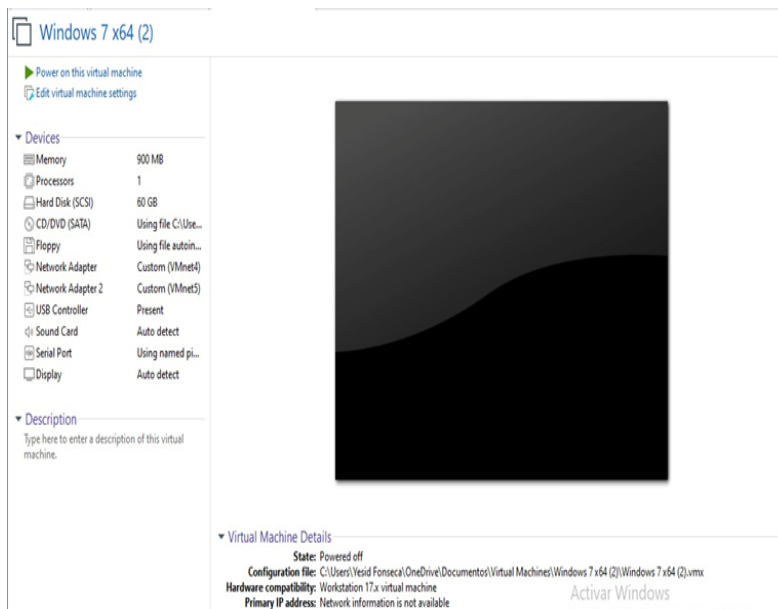 Windows 7 x64 (2)
Power on this virtual machine
Edit virtual machine settings
Devices
Memory 900 MB
Processors 1
Hard Disk (SCSI) 60 GB
CD/DVD (SATA) Using file C:\Use...
Floppy Using file autoin...
Network Adapter Custom (VMnet4)
Network Adapter 2 Custom (VMnet5)
USB Controller Present
Sound Card Auto detect
Serial Port Using named pi...
Display Auto detect
Description
Type here to enter a description of this virtual
machine.
Virtual Machine Details
State: Powered off
Configuration file: C:\Users\Yesid Fonseca\OneDrive\Documentos\Virtual Machines\Windows 7 x64 (2)\Windows 7 x64 (2).vmx
Hardware compatibility: Workstation 17.x virtual machine
Primary IP address: Network information is not available
Activar Windows